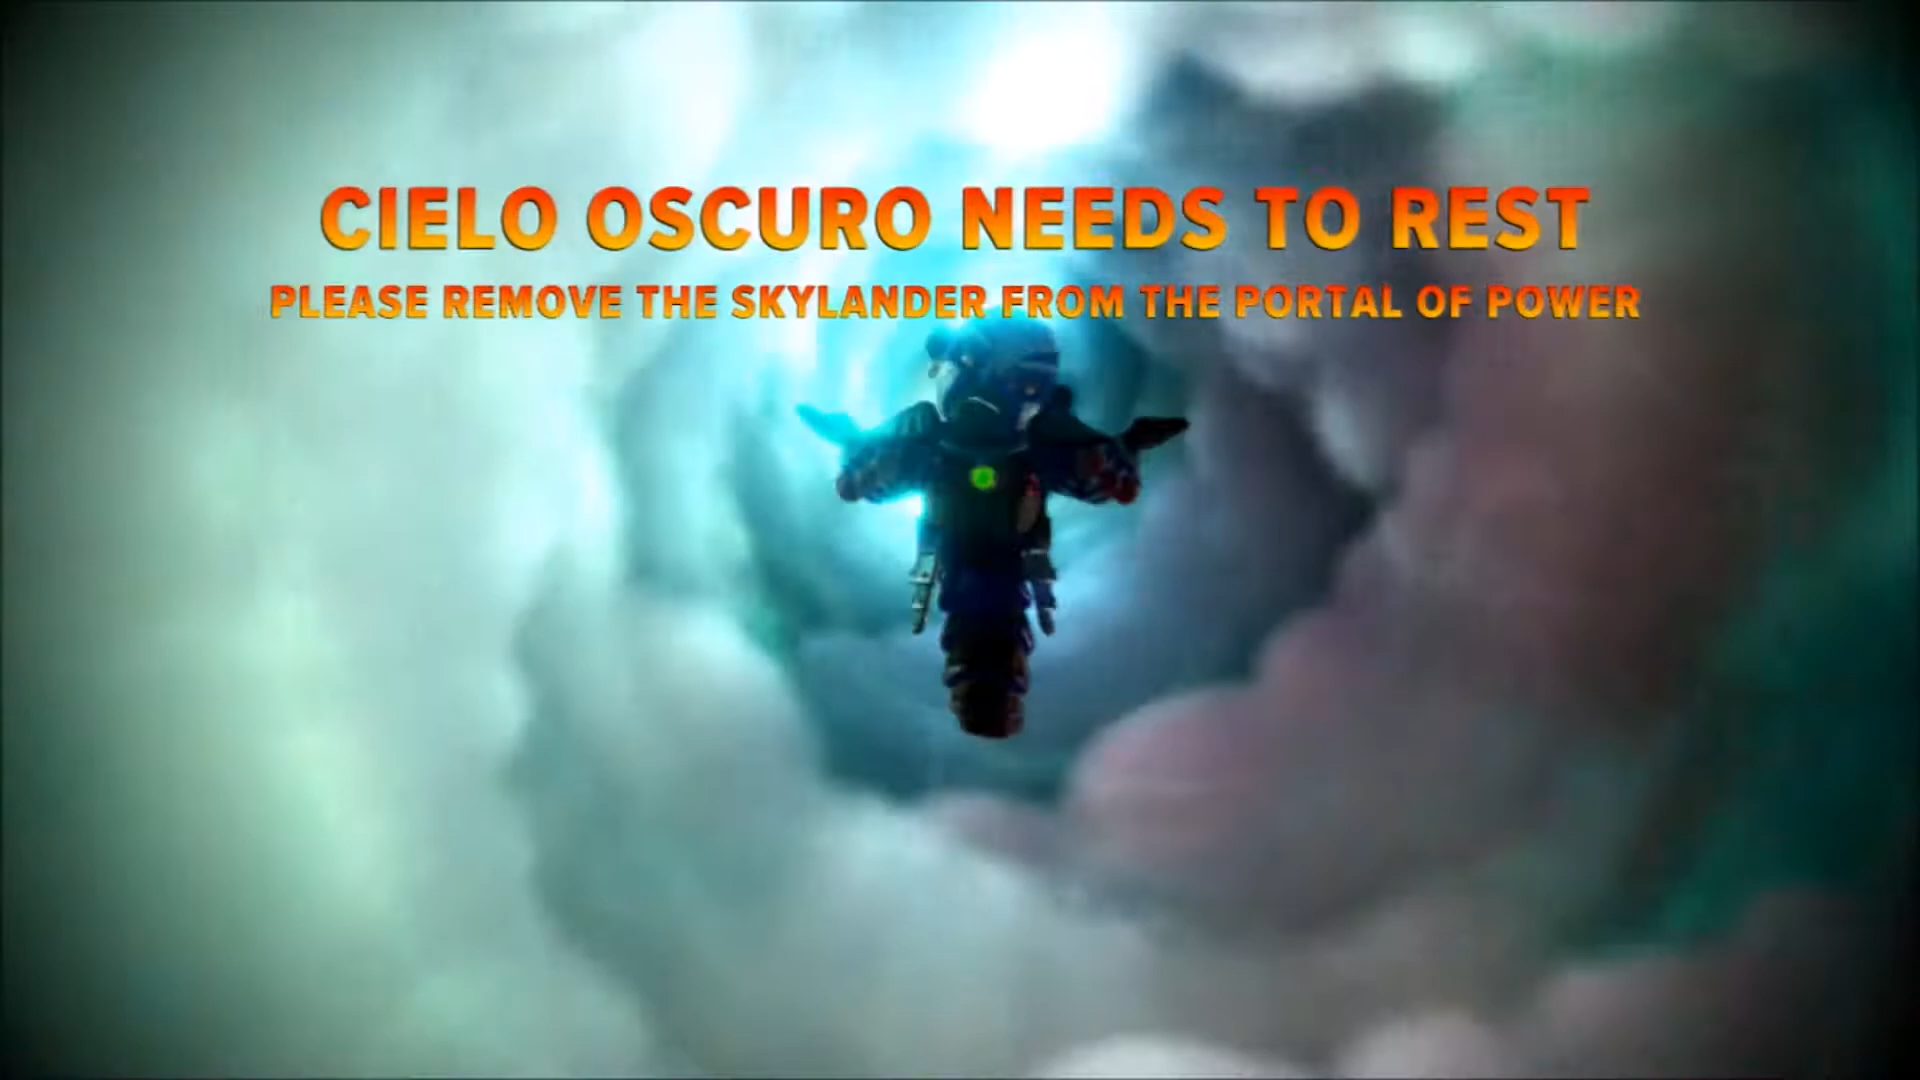 CIELO OSCURO NEEDS TO REST
PLEASE REMOVE THE SKYLANDER FROM THE PORTAL OF POWER